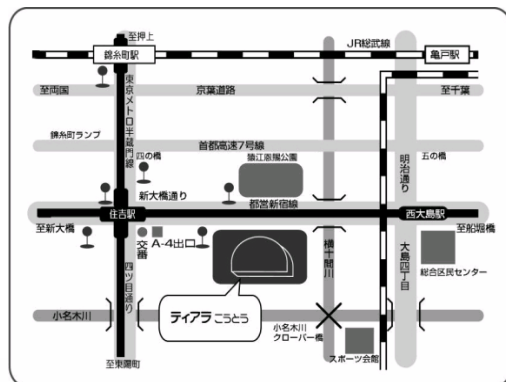 至押上
JR総武線
錦糸町駅
亀戸駅
至両国
京葉道路
至千葉
東京メトロ半蔵門線
錦糸町ランプ
首都高速7号線
四の橋
猿江恩賜公園
明治通り
五の橋
新大橋通り
都営新宿線
住吉駅
西大島駅
至新大橋
至船堀橋
交番
A-4出口
横十間川
大島四丁目
総合区民センター
四ツ目通り
ティアラこうとう
小名木川
小名木川
クローバー橋
スポーツ会館
至東陽町